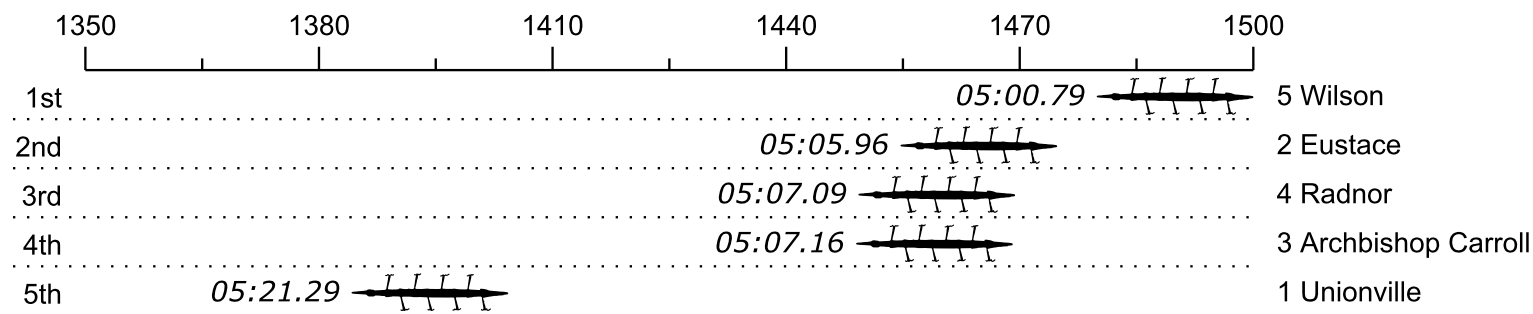 1350 1380 1410 1440 1470 1500
1st 05:00.79 5 Wilson
2nd 05:05.96 2 Eustace
3rd 05:07.09 4 Radnor
4th 05:07.16 3 Archbishop Carroll
5th 05:21.29 1 Unionville